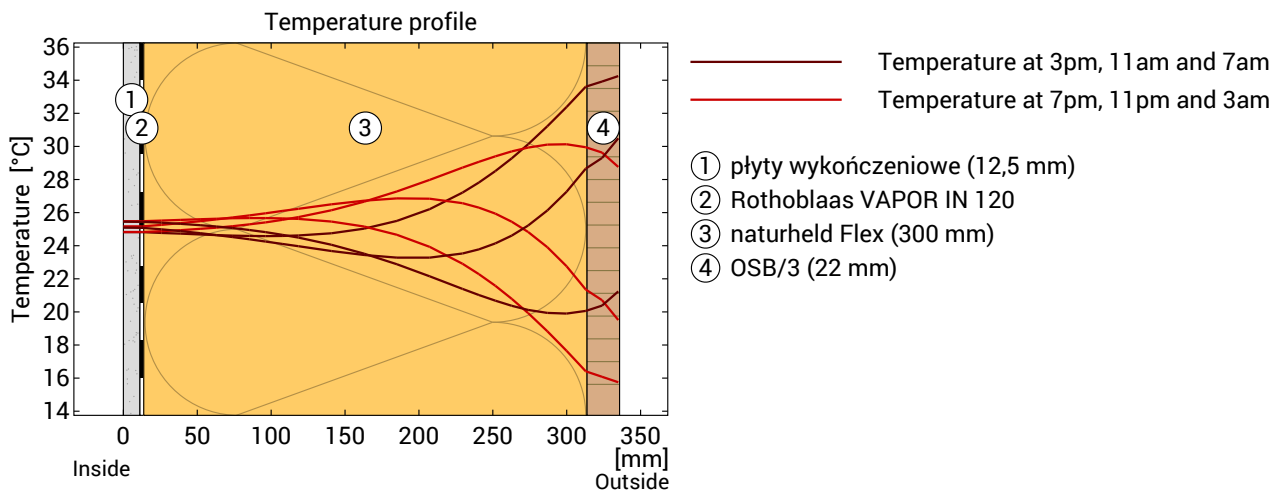 Temperature profile
Temperature [°C]
36
34
32
30
28
26
24
22
20
18
16
14
1
2
3
4
0
50
100
150
200
250
300
350
[mm]
Inside
Outside
Temperature at 3pm, 11am and 7am
Temperature at 7pm, 11pm and 3am
1 płyty wykończeniowe (12,5 mm)
2 Rothoblaas VAPOR IN 120
3 naturheld Flex (300 mm)
4 OSB/3 (22 mm)